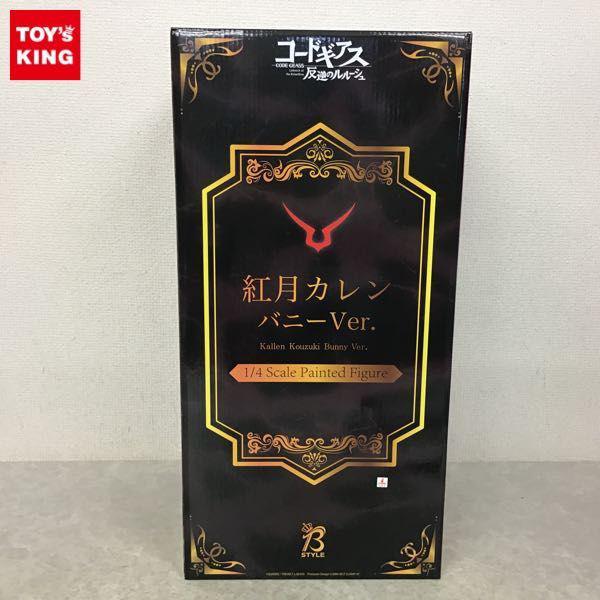 TOY'S
KING
コードギアス
CODE GEASS
反逆のルルーシュ
紅月カレン
バニーVer.
Kallen Kouzuki Bunny Ver.
1/4 Scale Painted Figure
B
STYLE